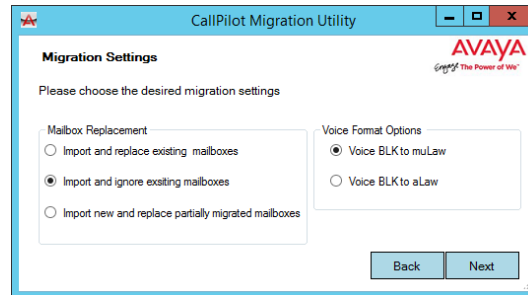 CallPilot Migration Utility
AVAYA
Engage The Power of We™
Migration Settings
Please choose the desired migration settings
Mailbox Replacement
Import and replace existing mailboxes
Import and ignore exsiting mailboxes
Import new and replace partially migrated mailboxes
Voice Format Options
Voice BLK to muLaw
Voice BLK to aLaw
Back
Next